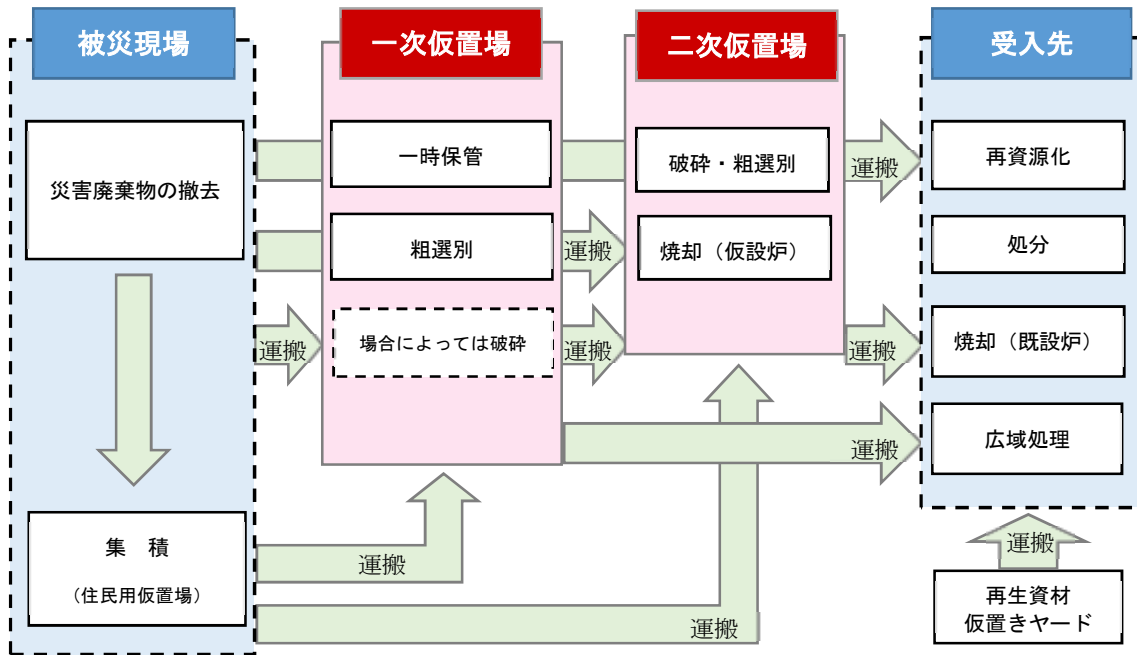 被災現場
災害廃棄物の撤去
集　積
(住民用仮置場)
運搬
一次仮置場
一時保管
粗選別
場合によっては破砕
運搬
運搬
運搬
運搬
運搬
二次仮置場
破砕・粗選別
焼却（仮設炉）
運搬
運搬
受入先
再資源化
処分
焼却（既設炉）
広域処理
運搬
再生資材
仮置きヤード